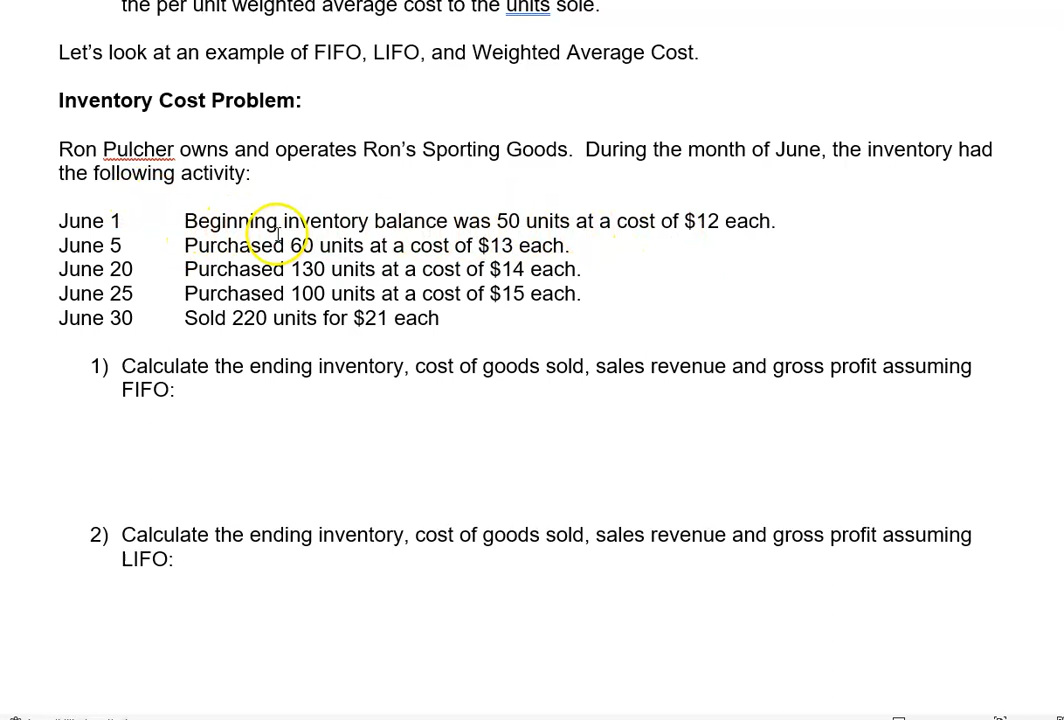 the per unit weighted average cost to the units sole.
Let's look at an example of FIFO, LIFO, and Weighted Average Cost.
Inventory Cost Problem:
Ron Pulcher owns and operates Ron's Sporting Goods.  During the month of June, the inventory had
the following activity:
June 1 Beginning inventory balance was 50 units at a cost of $12 each.
June 5 Purchased 60 units at a cost of $13 each.
June 20 Purchased 130 units at a cost of $14 each.
June 25 Purchased 100 units at a cost of $15 each.
June 30 Sold 220 units for $21 each
1) Calculate the ending inventory, cost of goods sold, sales revenue and gross profit assuming
FIFO:
2) Calculate the ending inventory, cost of goods sold, sales revenue and gross profit assuming
LIFO: